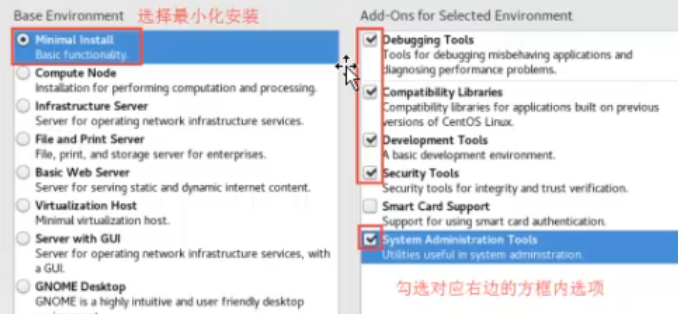 Base Environment 选择最小化安装
Minimal Install
Basic functionality.
Compute Node
Installation for performing computation and processing.
Infrastructure Server
Server for operating network infrastructure services.
File and Print Server
File, print, and storage server for enterprises.
Basic Web Server
Server for serving static and dynamic internet content.
Virtualization Host
Minimal virtualization host.
Server with GUI
Server for operating network infrastructure services, with
a GUI.
GNOME Desktop
GNOME is a highly intuitive and user friendly desktop
Add-Ons for Selected Environment
Debugging Tools
Tools for debugging misbehaving applications and
diagnosing performance problems.
Compatibility Libraries
Compatibility libraries for applications built on previous
versions of CentOS Linux.
Development Tools
A basic development environment.
Security Tools
Security tools for integrity and trust verification.
Smart Card Support
Support for using smart card authentication.
System Administration Tools
Utilities useful in system administration.
勾选对应右边的方框内选项